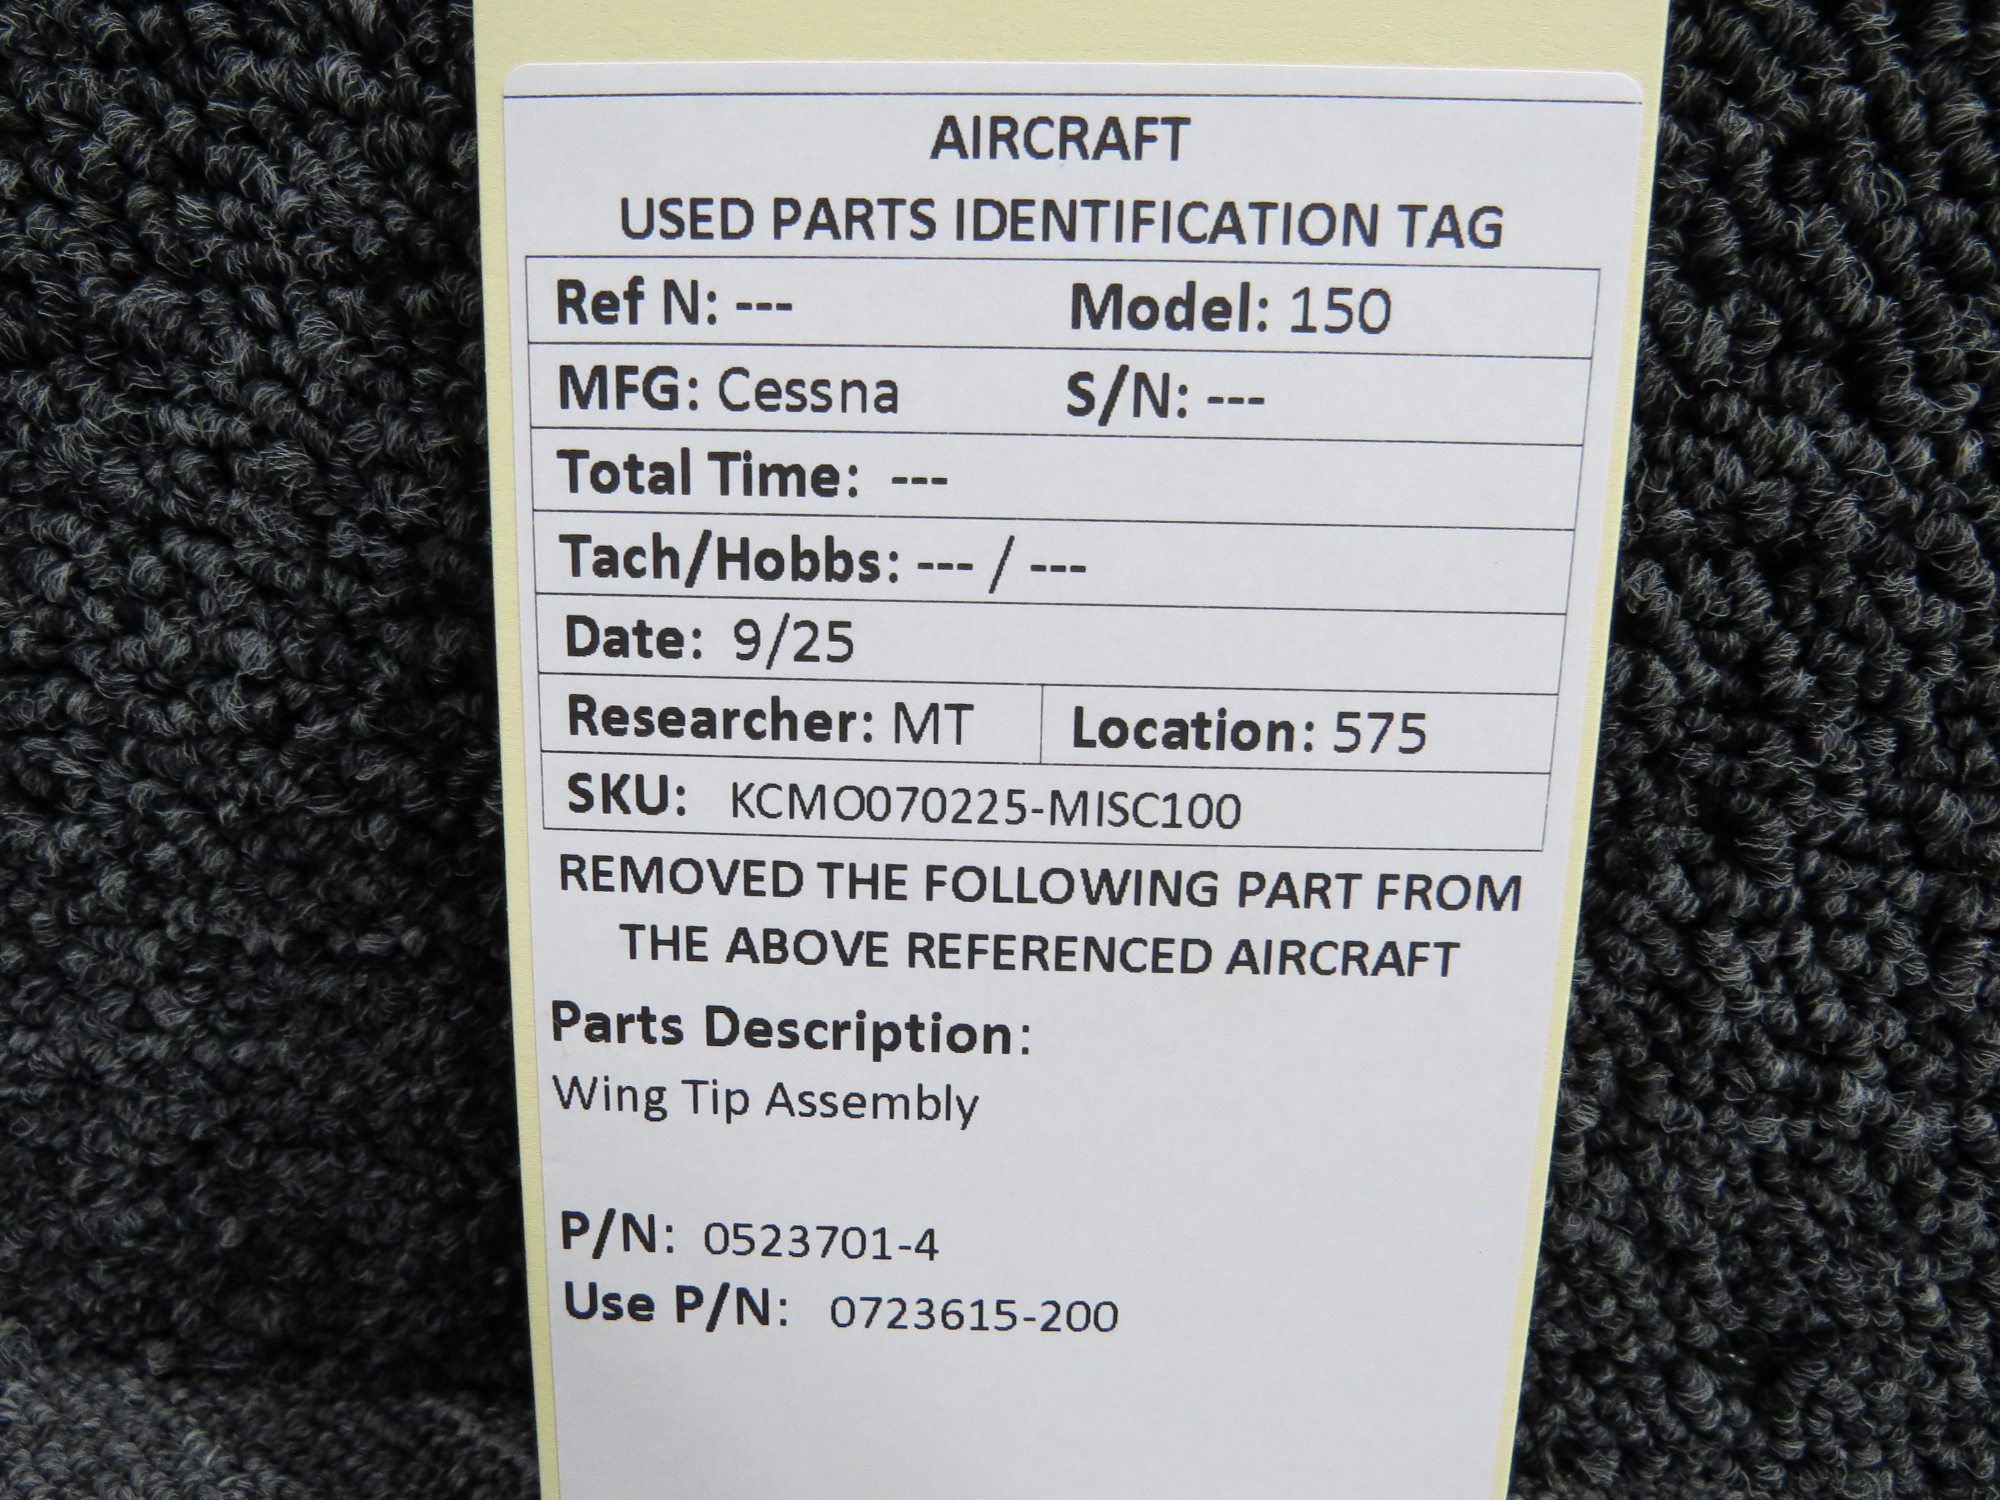 AIRCRAFT
USED PARTS IDENTIFICATION TAG
Ref N: --- Model: 150
MFG: Cessna S/N: ---
Total Time: ---
Tach/Hobbs: --- / ---
Date: 9/25
Researcher: MT Location: 575
SKU: KCMO070225-MISC100
REMOVED THE FOLLOWING PART FROM
THE ABOVE REFERENCED AIRCRAFT
Parts Description:
Wing Tip Assembly
P/N: 0523701-4
Use P/N: 0723615-200